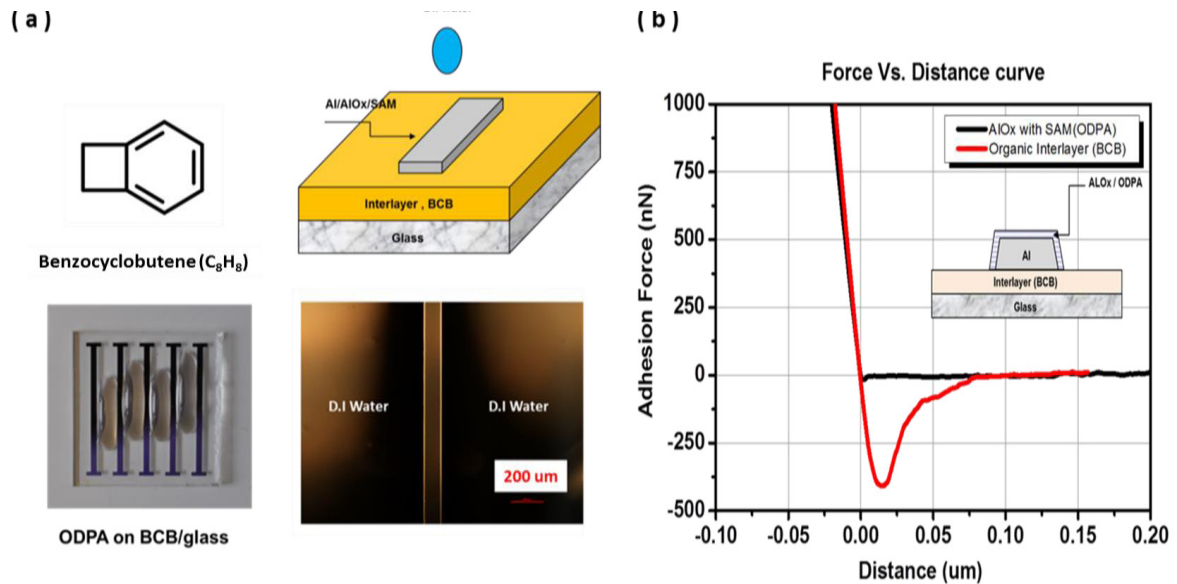 ( a )
Al/AlOx/SAM
Interlayer , BCB
Glass
Benzocyclobutene (C₈H₈)
D.I Water
D.I Water
200 um
ODPA on BCB/glass
( b )
Force Vs. Distance curve
AlOx with SAM(ODPA)
Organic Interlayer (BCB)
ALOx / ODPA
Al
Interlayer (BCB)
Glass
Adhesion Force (nN)
1000
750
500
250
0
-250
-500
-0.10
-0.05
0.00
0.05
0.10
0.15
0.20
Distance (um)